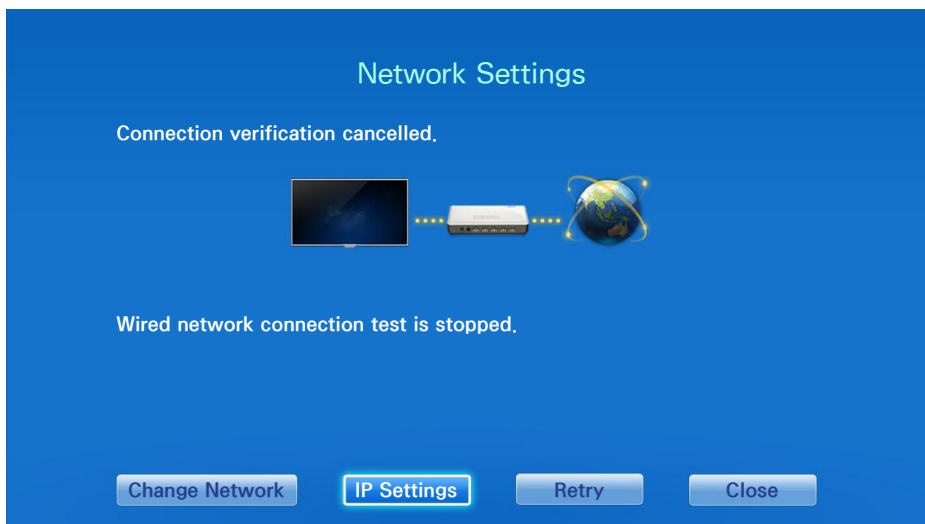 Network Settings
Connection verification cancelled.
Wired network connection test is stopped.
Change Network
IP Settings
Retry
Close